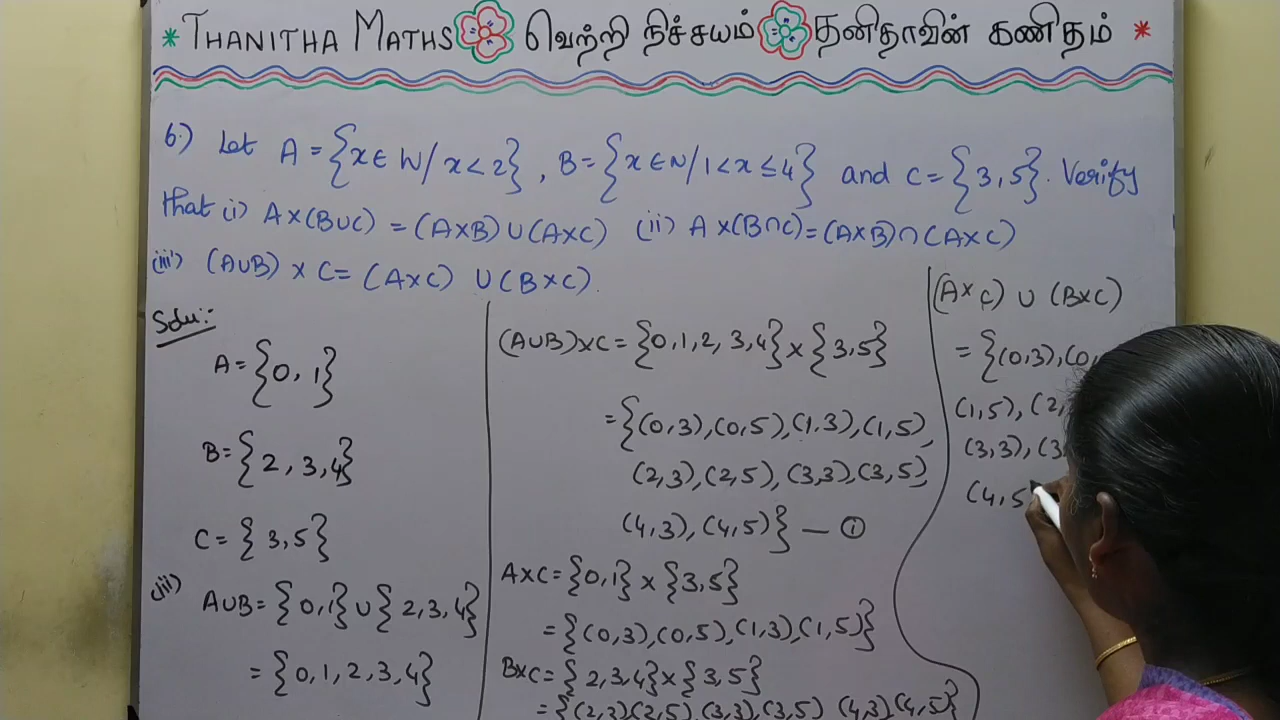 * THANITHA MATHS வெற்றி நிச்சயம் தனிதாவின் கணிதம் *
6) Let A = {x ∈ W / x < 2}, B = {x ∈ N / 1 < x ≤ 4} and C = {3, 5}. Verify
that (i) A × (B∪C) = (A×B) ∪ (A×C) (ii) A × (B∩C) = (A×B) ∩ (A×C)
(iii) (A∪B) × C = (A×C) ∪ (B×C).
Solu:-
A = {0, 1}
B = {2, 3, 4}
C = {3, 5}
(iii) A∪B = {0, 1} ∪ {2, 3, 4}
= {0, 1, 2, 3, 4}
(A∪B)×C = {0, 1, 2, 3, 4} × {3, 5}
= {(0,3), (0,5), (1,3), (1,5),
(2,3), (2,5), (3,3), (3,5),
(4,3), (4,5)} — ①
A×C = {0, 1} × {3, 5}
= {(0,3), (0,5), (1,3), (1,5)}
B×C = {2, 3, 4} × {3, 5}
= {(2,3) (2,5) (3,3), (3,5) (4,3) (4,5)}
(A×C) ∪ (B×C)
= {(0,3), (0,
(1,5), (2,
(3,3), (3,
(4,5